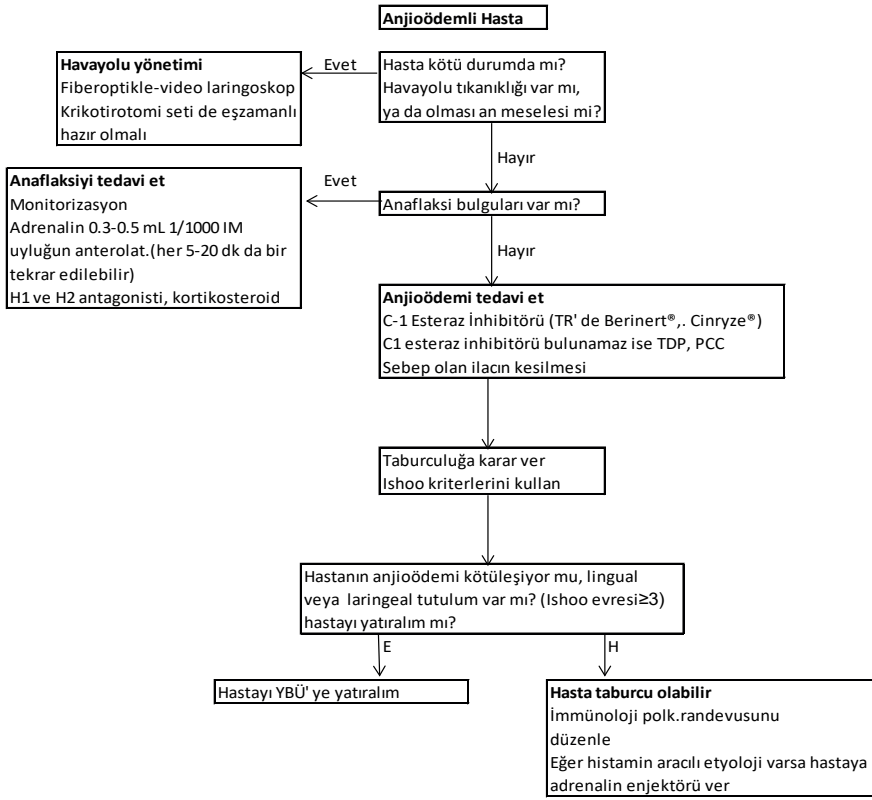 Anjioödemli Hasta
Hasta kötü durumda mı?
Havayolu tıkanıklığı var mı,
ya da olması an meselesi mi?
Evet
Havayolu yönetimi
Fiberoptikle-video laringoskop
Krikotirotomi seti de eşzamanlı
hazır olmalı
Hayır
Anaflaksi bulguları var mı?
Evet
Anaflaksiyi tedavi et
Monitorizasyon
Adrenalin 0.3-0.5 mL 1/1000 IM
uyluğun anterolat.(her 5-20 dk da bir
tekrar edilebilir)
H1 ve H2 antagonisti, kortikosteroid
Hayır
Anjioödemi tedavi et
C-1 Esteraz İnhibitörü (TR' de Berinert®,. Cinryze®)
C1 esteraz inhibitörü bulunamaz ise TDP, PCC
Sebep olan ilacın kesilmesi
Taburculuğa karar ver
Ishoo kriterlerini kullan
Hastanın anjioödemi kötüleşiyor mu, lingual
veya laringeal tutulum var mı? (Ishoo evresi≥3)
hastayı yatıralım mı?
E
H
Hastayı YBÜ' ye yatıralım
Hasta taburcu olabilir
İmmünoloji polk.randevusunu
düzenle
Eğer histamin aracılı etyoloji varsa hastaya
adrenalin enjektörü ver